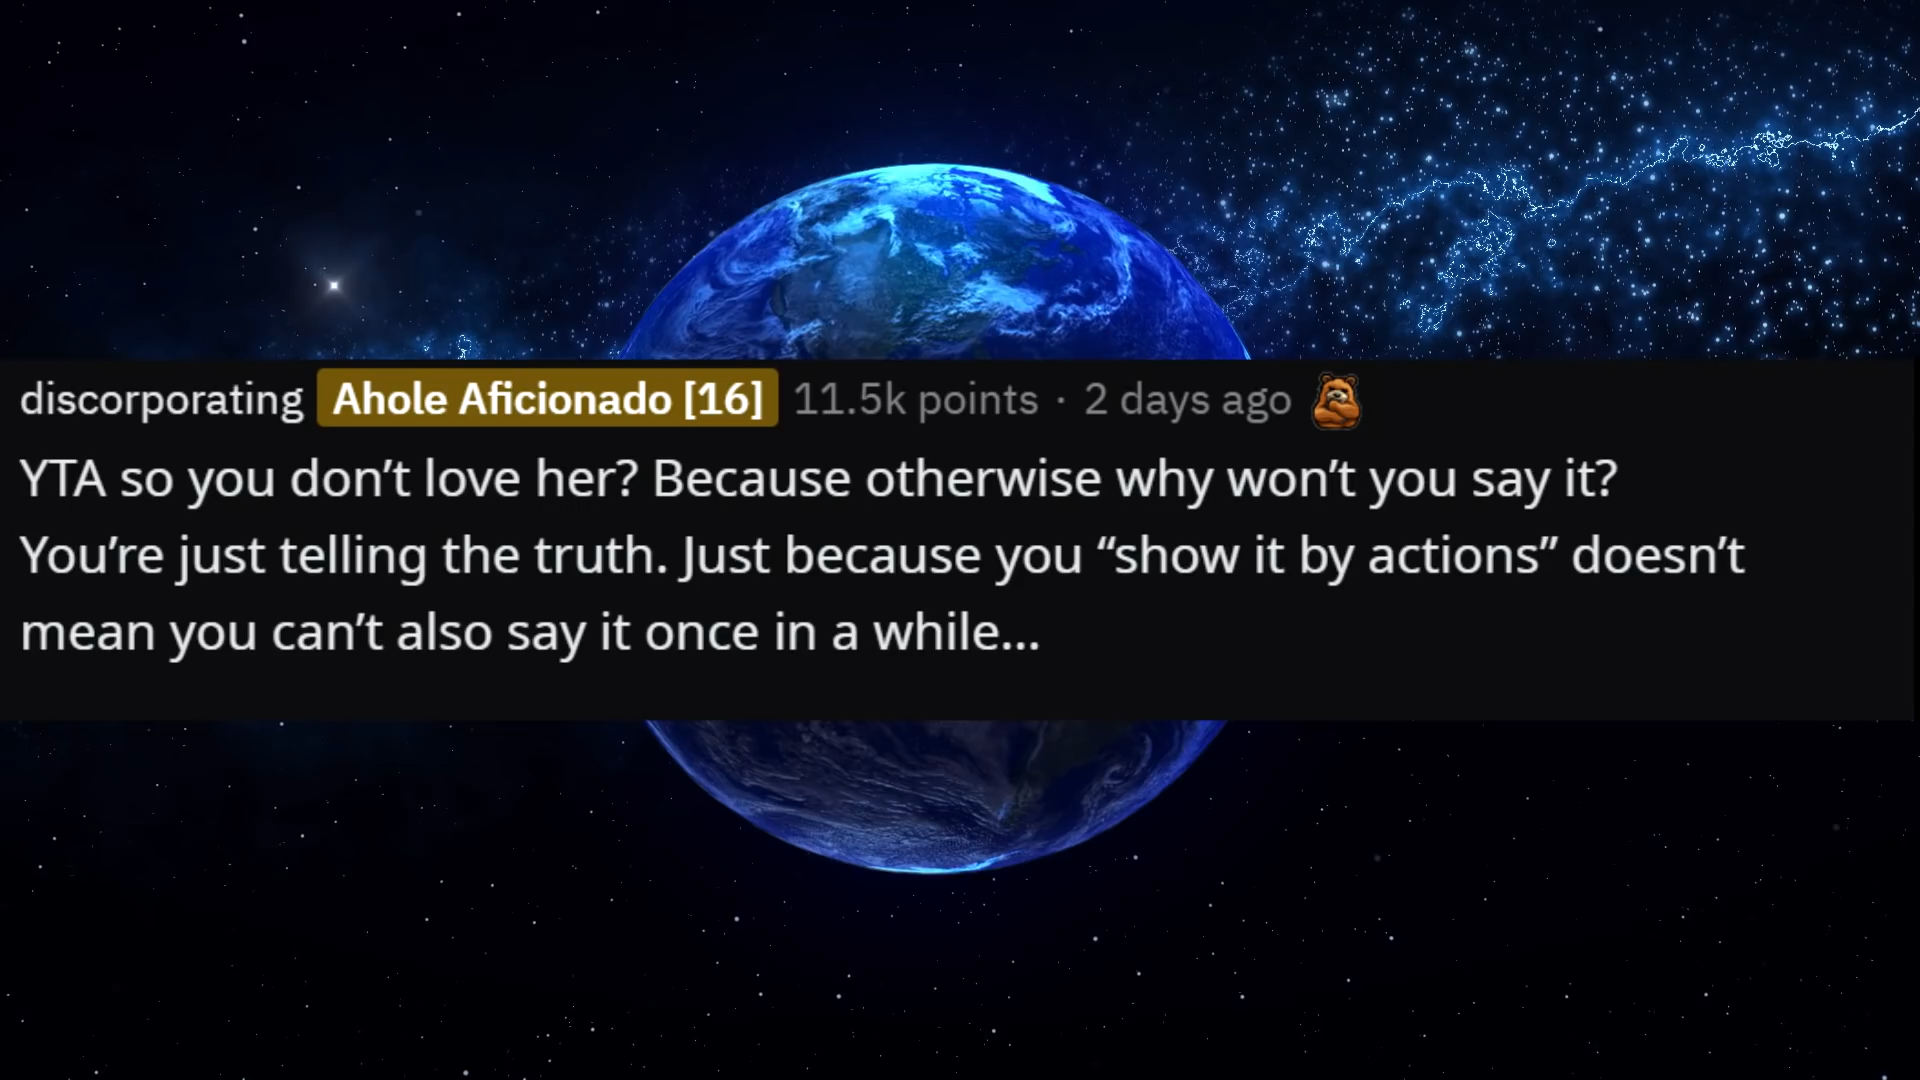 discorporating Ahole Aficionado [16] 11.5k points · 2 days ago
YTA so you don’t love her? Because otherwise why won’t you say it?
You’re just telling the truth. Just because you “show it by actions” doesn’t
mean you can’t also say it once in a while...